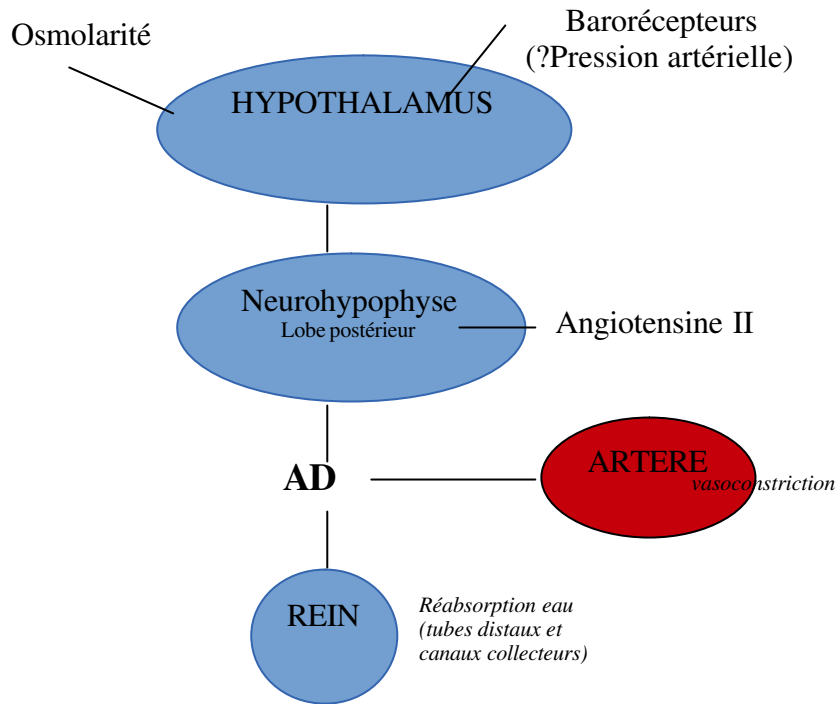 Osmolarité
Barorécepteurs
(?Pression artérielle)
HYPOTHALAMUS
Neurohypophyse
Lobe postérieur
Angiotensine II
AD
ARTERE
vasoconstriction
REIN
Réabsorption eau
(tubes distaux et
canaux collecteurs)